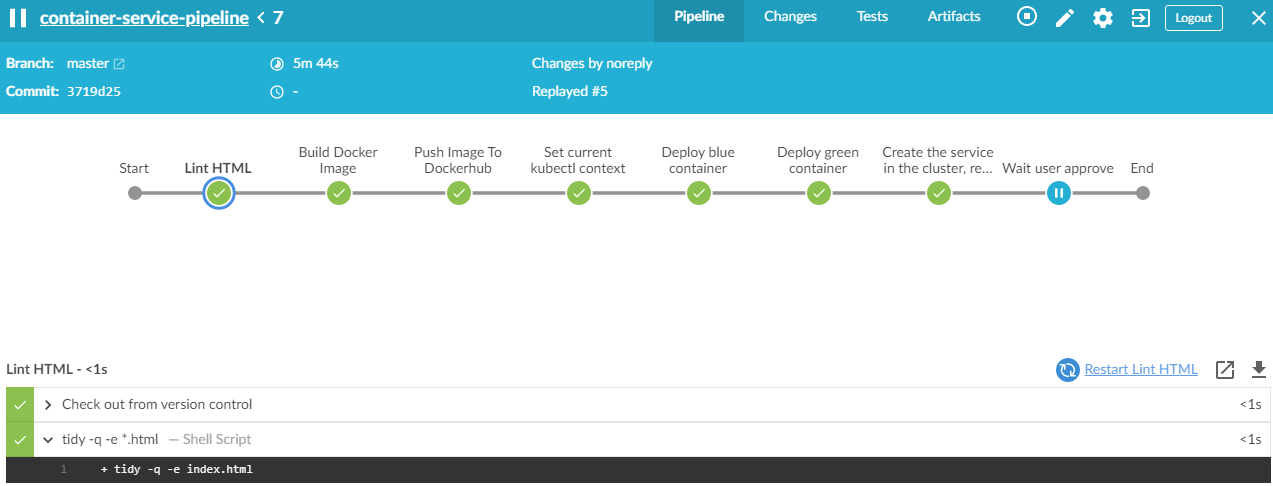 container-service-pipeline < 7
Pipeline
Changes
Tests
Artifacts
Logout
Branch: master
5m 44s
Changes by noreply
Commit: 3719d25
-
Replayed #5
Start
Lint HTML
Build Docker
Image
Push Image To
Dockerhub
Set current
kubectl context
Deploy blue
container
Deploy green
container
Create the service
in the cluster, re...
Wait user approve
End
Lint HTML - <1s
Restart Lint HTML
Check out from version control
<1s
tidy -q -e *.html — Shell Script
<1s
1 + tidy -q -e index.html